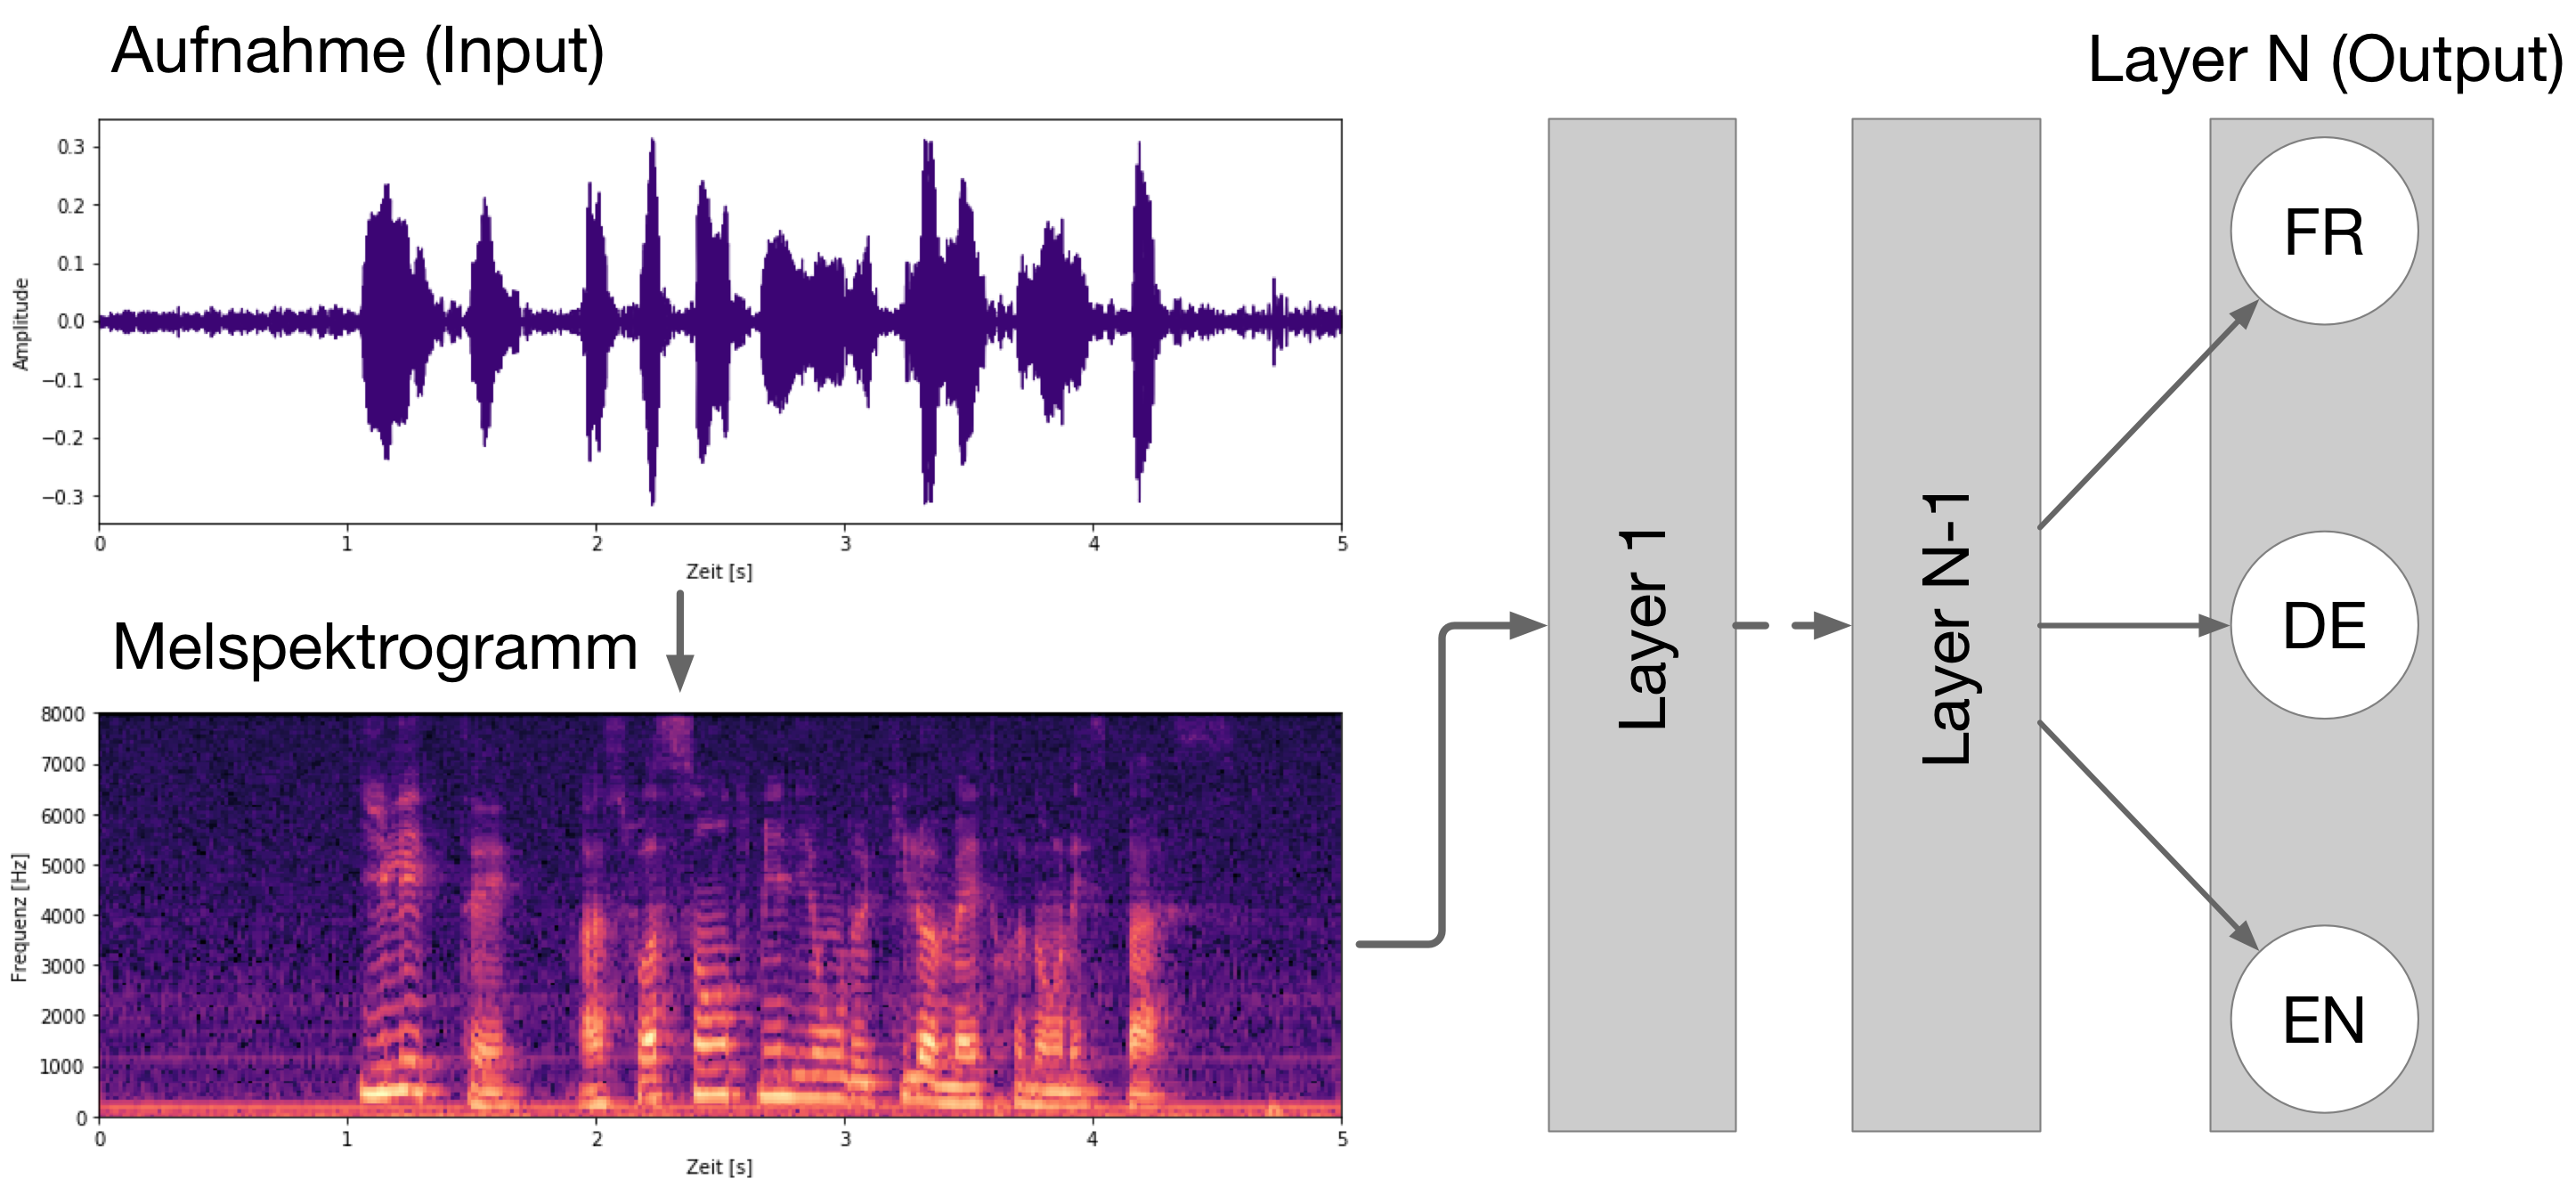 Aufnahme (Input)
0.3
0.2
0.1
0.0
−0.1
−0.2
−0.3
Amplitude
0 1 2 3 4 5
Zeit [s]
Melspektrogramm
8000
7000
6000
5000
4000
3000
2000
1000
0
Frequenz [Hz]
0 1 2 3 4 5
Zeit [s]
Layer 1
Layer N-1
Layer N (Output)
FR
DE
EN